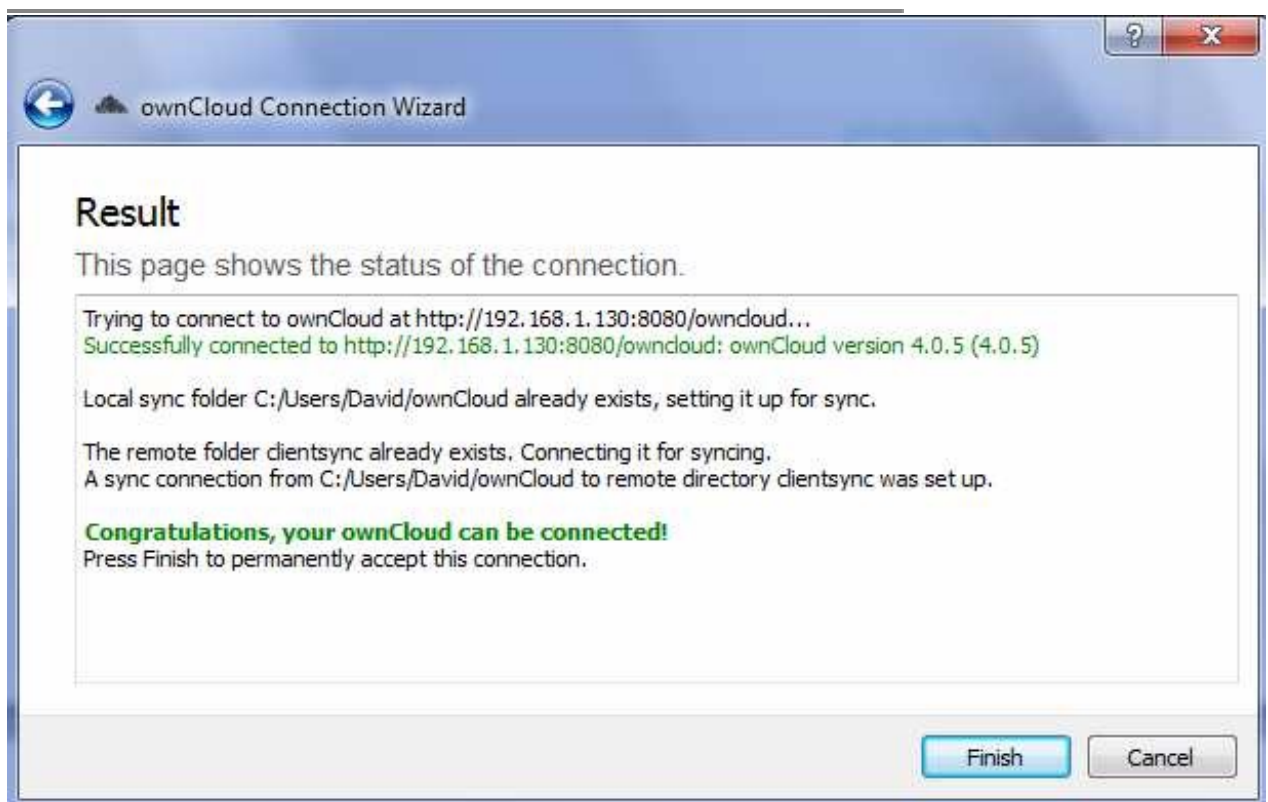 ?
X
ownCloud Connection Wizard
Result
This page shows the status of the connection.
Trying to connect to ownCloud at http://192.168.1.130:8080/owncloud...
Successfully connected to http://192.168.1.130:8080/owncloud: ownCloud version 4.0.5 (4.0.5)
Local sync folder C:/Users/David/ownCloud already exists, setting it up for sync.
The remote folder clientsync already exists. Connecting it for syncing.
A sync connection from C:/Users/David/ownCloud to remote directory clientsync was set up.
Congratulations, your ownCloud can be connected!
Press Finish to permanently accept this connection.
Finish
Cancel